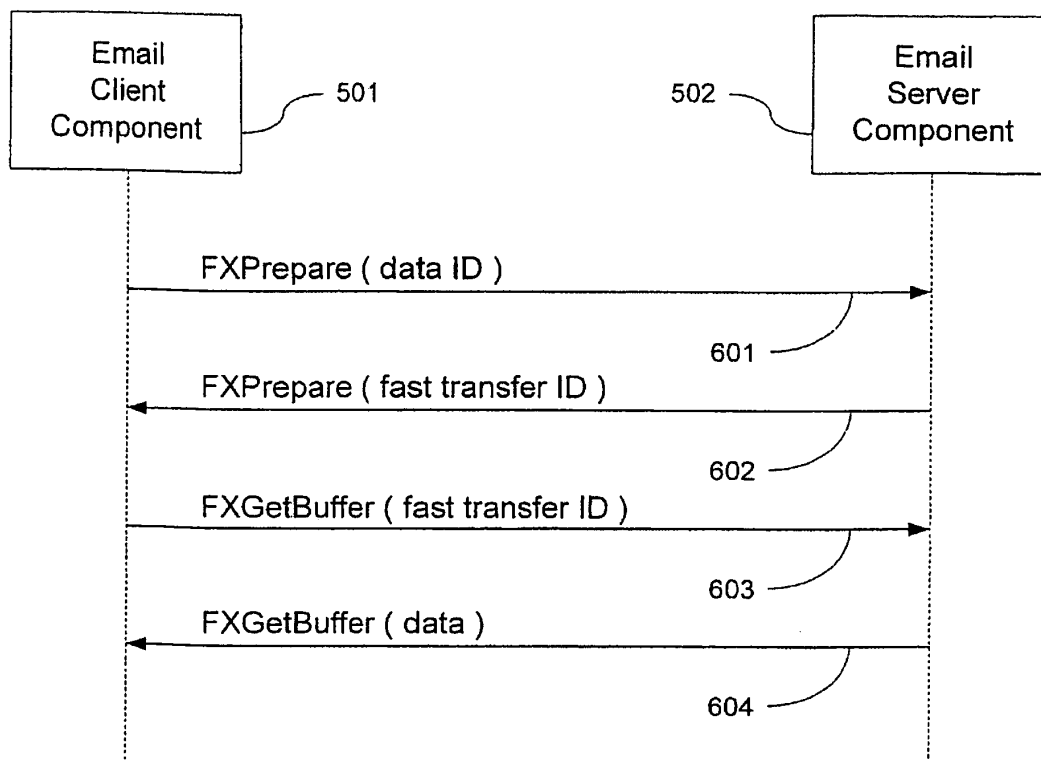 Email
Client
Component
501
502
Email
Server
Component
FXPrepare ( data ID )
601
FXPrepare ( fast transfer ID )
602
FXGetBuffer ( fast transfer ID )
603
FXGetBuffer ( data )
604